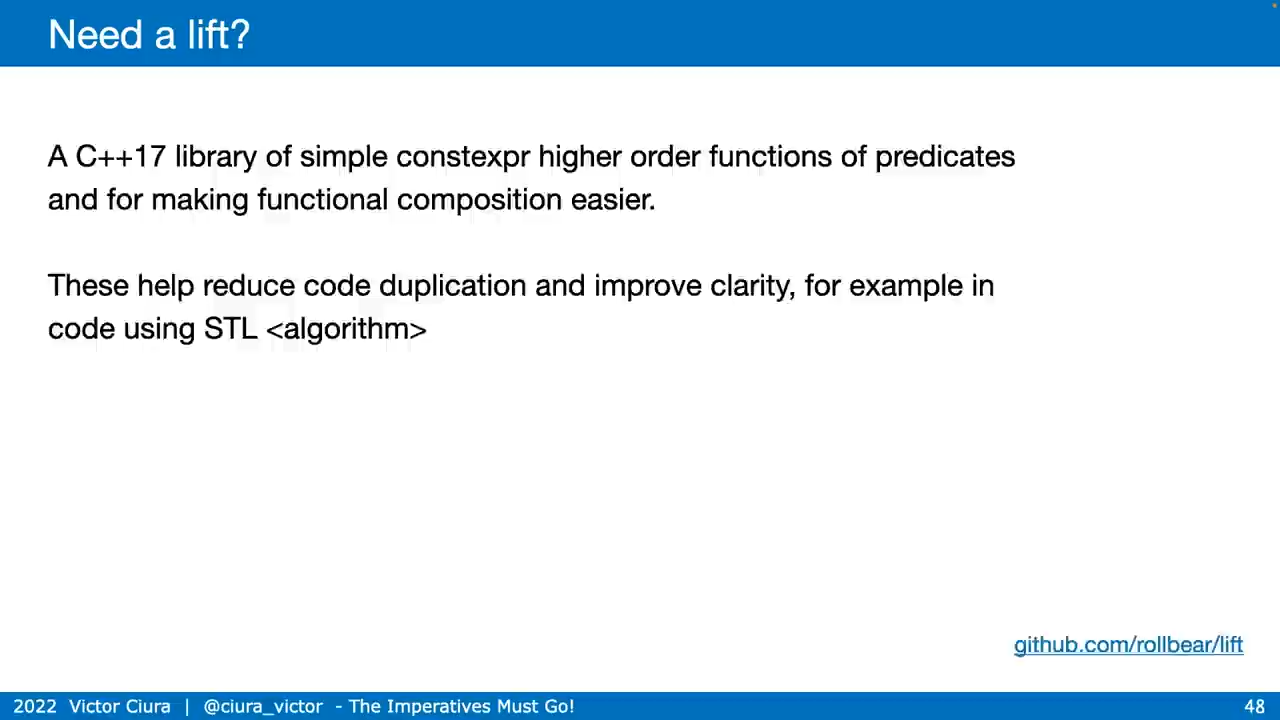 Need a lift?
A C++17 library of simple constexpr higher order functions of predicates
and for making functional composition easier.
These help reduce code duplication and improve clarity, for example in
code using STL <algorithm>
github.com/rollbear/lift
2022 Victor Ciura | @ciura_victor - The Imperatives Must Go! 48